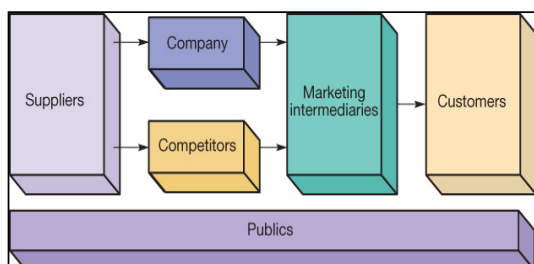 Suppliers
Company
Competitors
Marketing
intermediaries
Customers
Publics